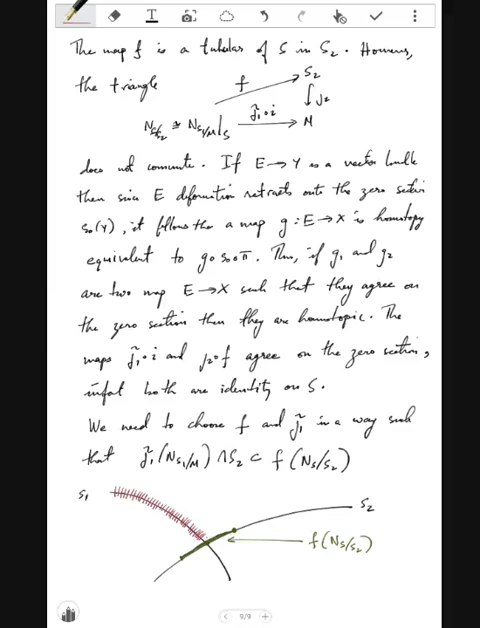 The map f is a tubular of S in S₂. However,
the triangle
f
S₂
j₂
N_{S/S₂} ≅ N_{S₁/M}|_S
j̃₁∘i
M
does not commute. If E→Y is a vector bundle
then since E deformation retracts onto the zero section
s₀(Y), it follows the a map g : E→X is homotopy
equivalent to g∘s₀∘π. Thus, if g₁ and g₂
are two map E→X such that they agree on
the zero section then they are homotopic. The
maps j̃₁∘i and j₂∘f agree on the zero section,
infact both are identity on S.
We need to choose f and j̃₁ in a way such
that j̃₁(N_{S₁/M}) ∩ S₂ ⊂ f(N_{S/S₂})
S₁
S₂
f(N_{S/S₂})
9/9